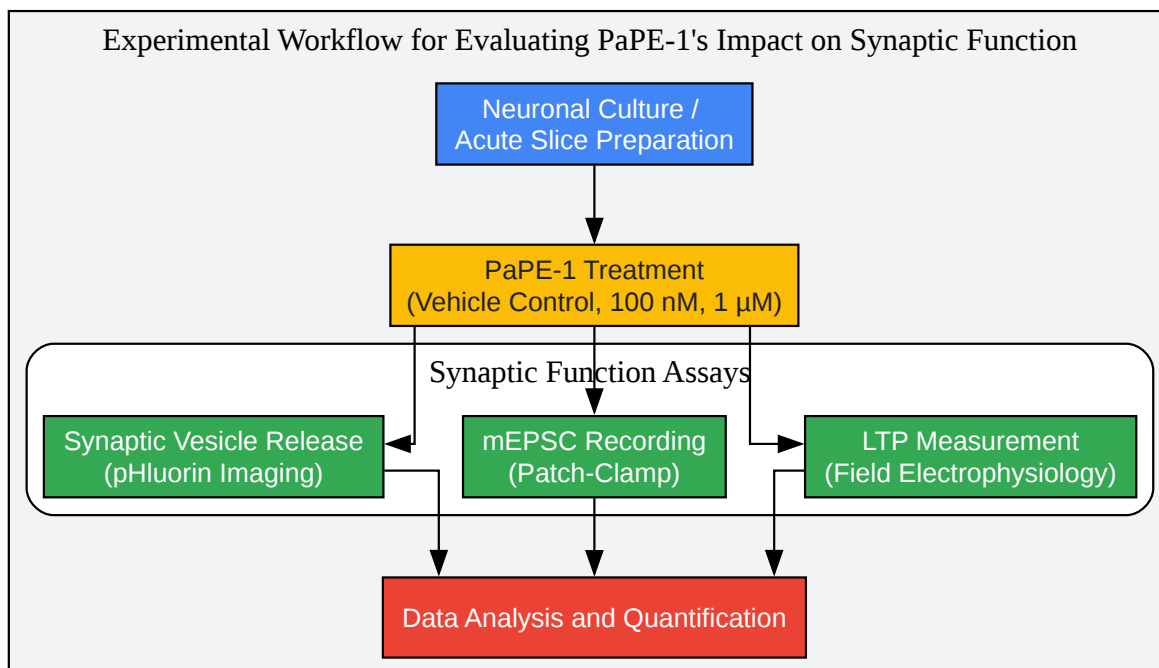 Experimental Workflow for Evaluating PaPE-1's Impact on Synaptic Function
Neuronal Culture /
Acute Slice Preparation
PaPE-1 Treatment
(Vehicle Control, 100 nM, 1 µM)
Synaptic Function Assays
Synaptic Vesicle Release
(pHluorin Imaging)
mEPSC Recording
(Patch-Clamp)
LTP Measurement
(Field Electrophysiology)
Data Analysis and Quantification